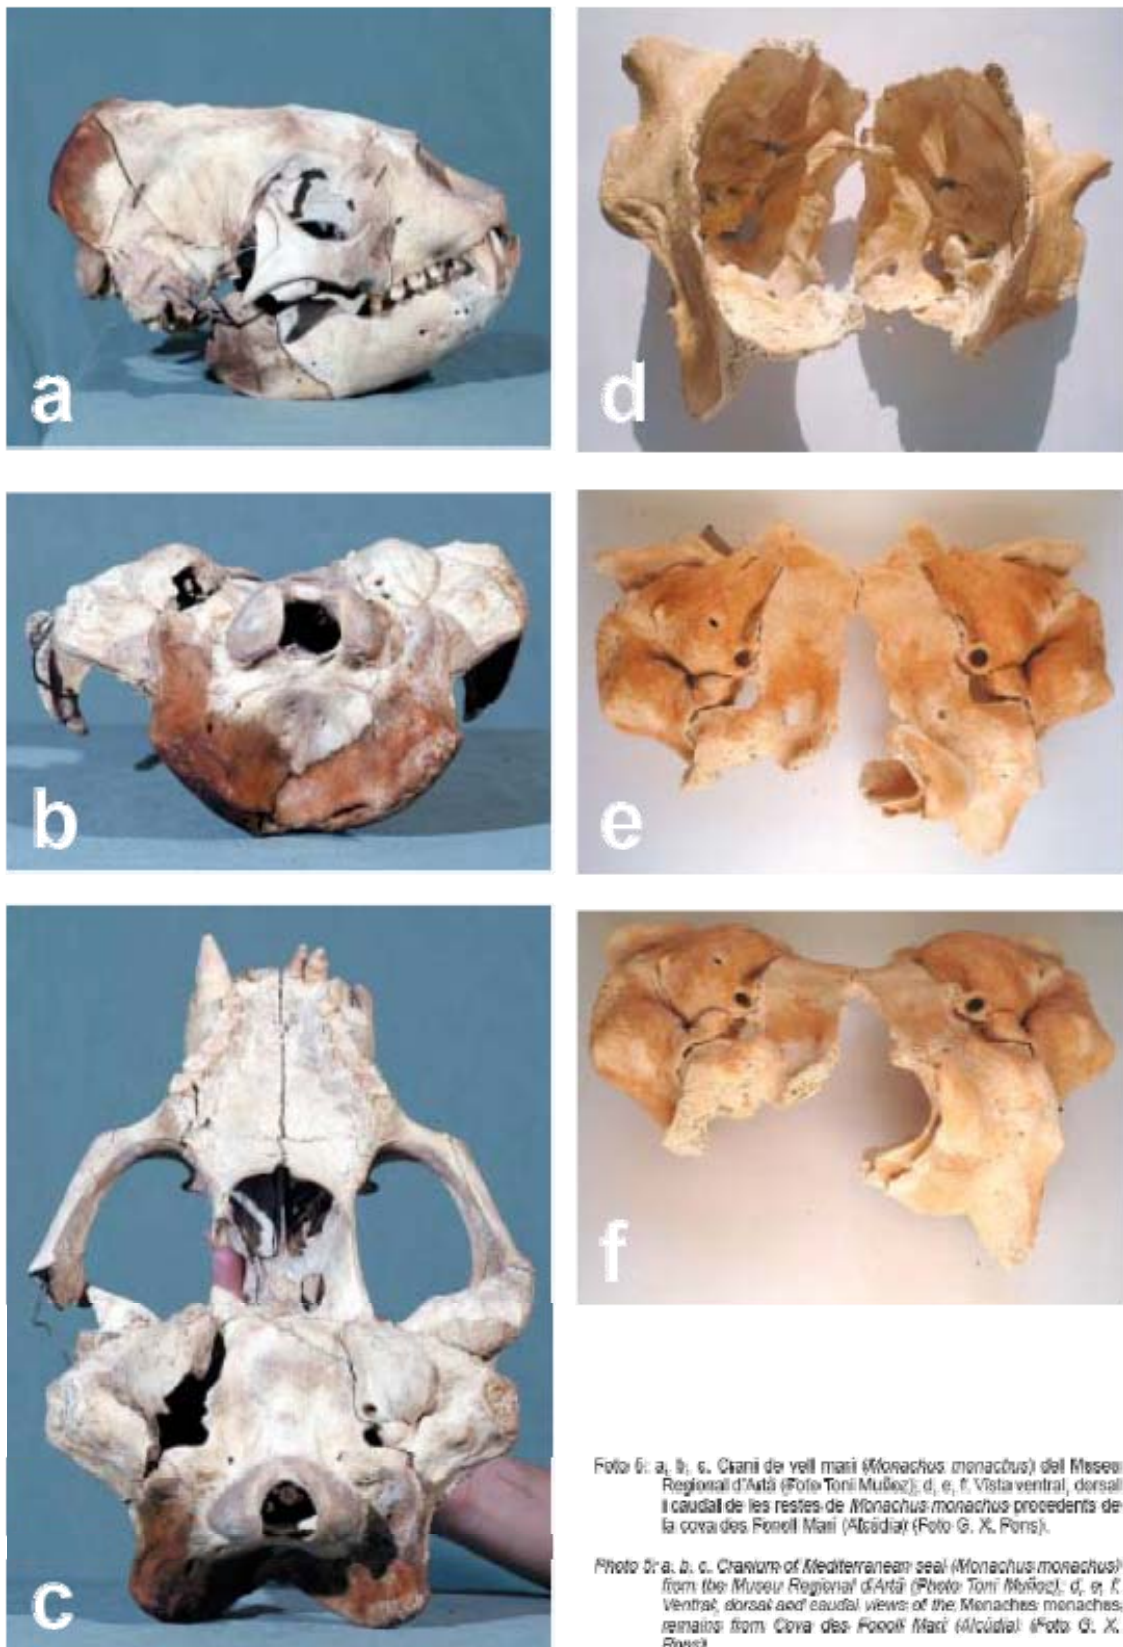 a
d
b
e
c
f
Foto 5: a, b, c. Crani de vell marí (Monachus monachus) del Museu
Regional d'Artà (Foto Toni Muñoz); d, e, f. Vista ventral, dorsal
i caudal de les restes de Monachus monachus procedents de
la cova des Fonoll Marí (Alcúdia) (Foto G. X. Pons).
Photo 5: a, b, c. Cranium of Mediterranean seal (Monachus monachus)
from the Museu Regional d'Artà (Photo Toni Muñoz); d, e, f.
Ventral, dorsal and caudal views of the Monachus monachus
remains from Cova des Fonoll Marí (Alcúdia) (Foto G. X.
Pons).